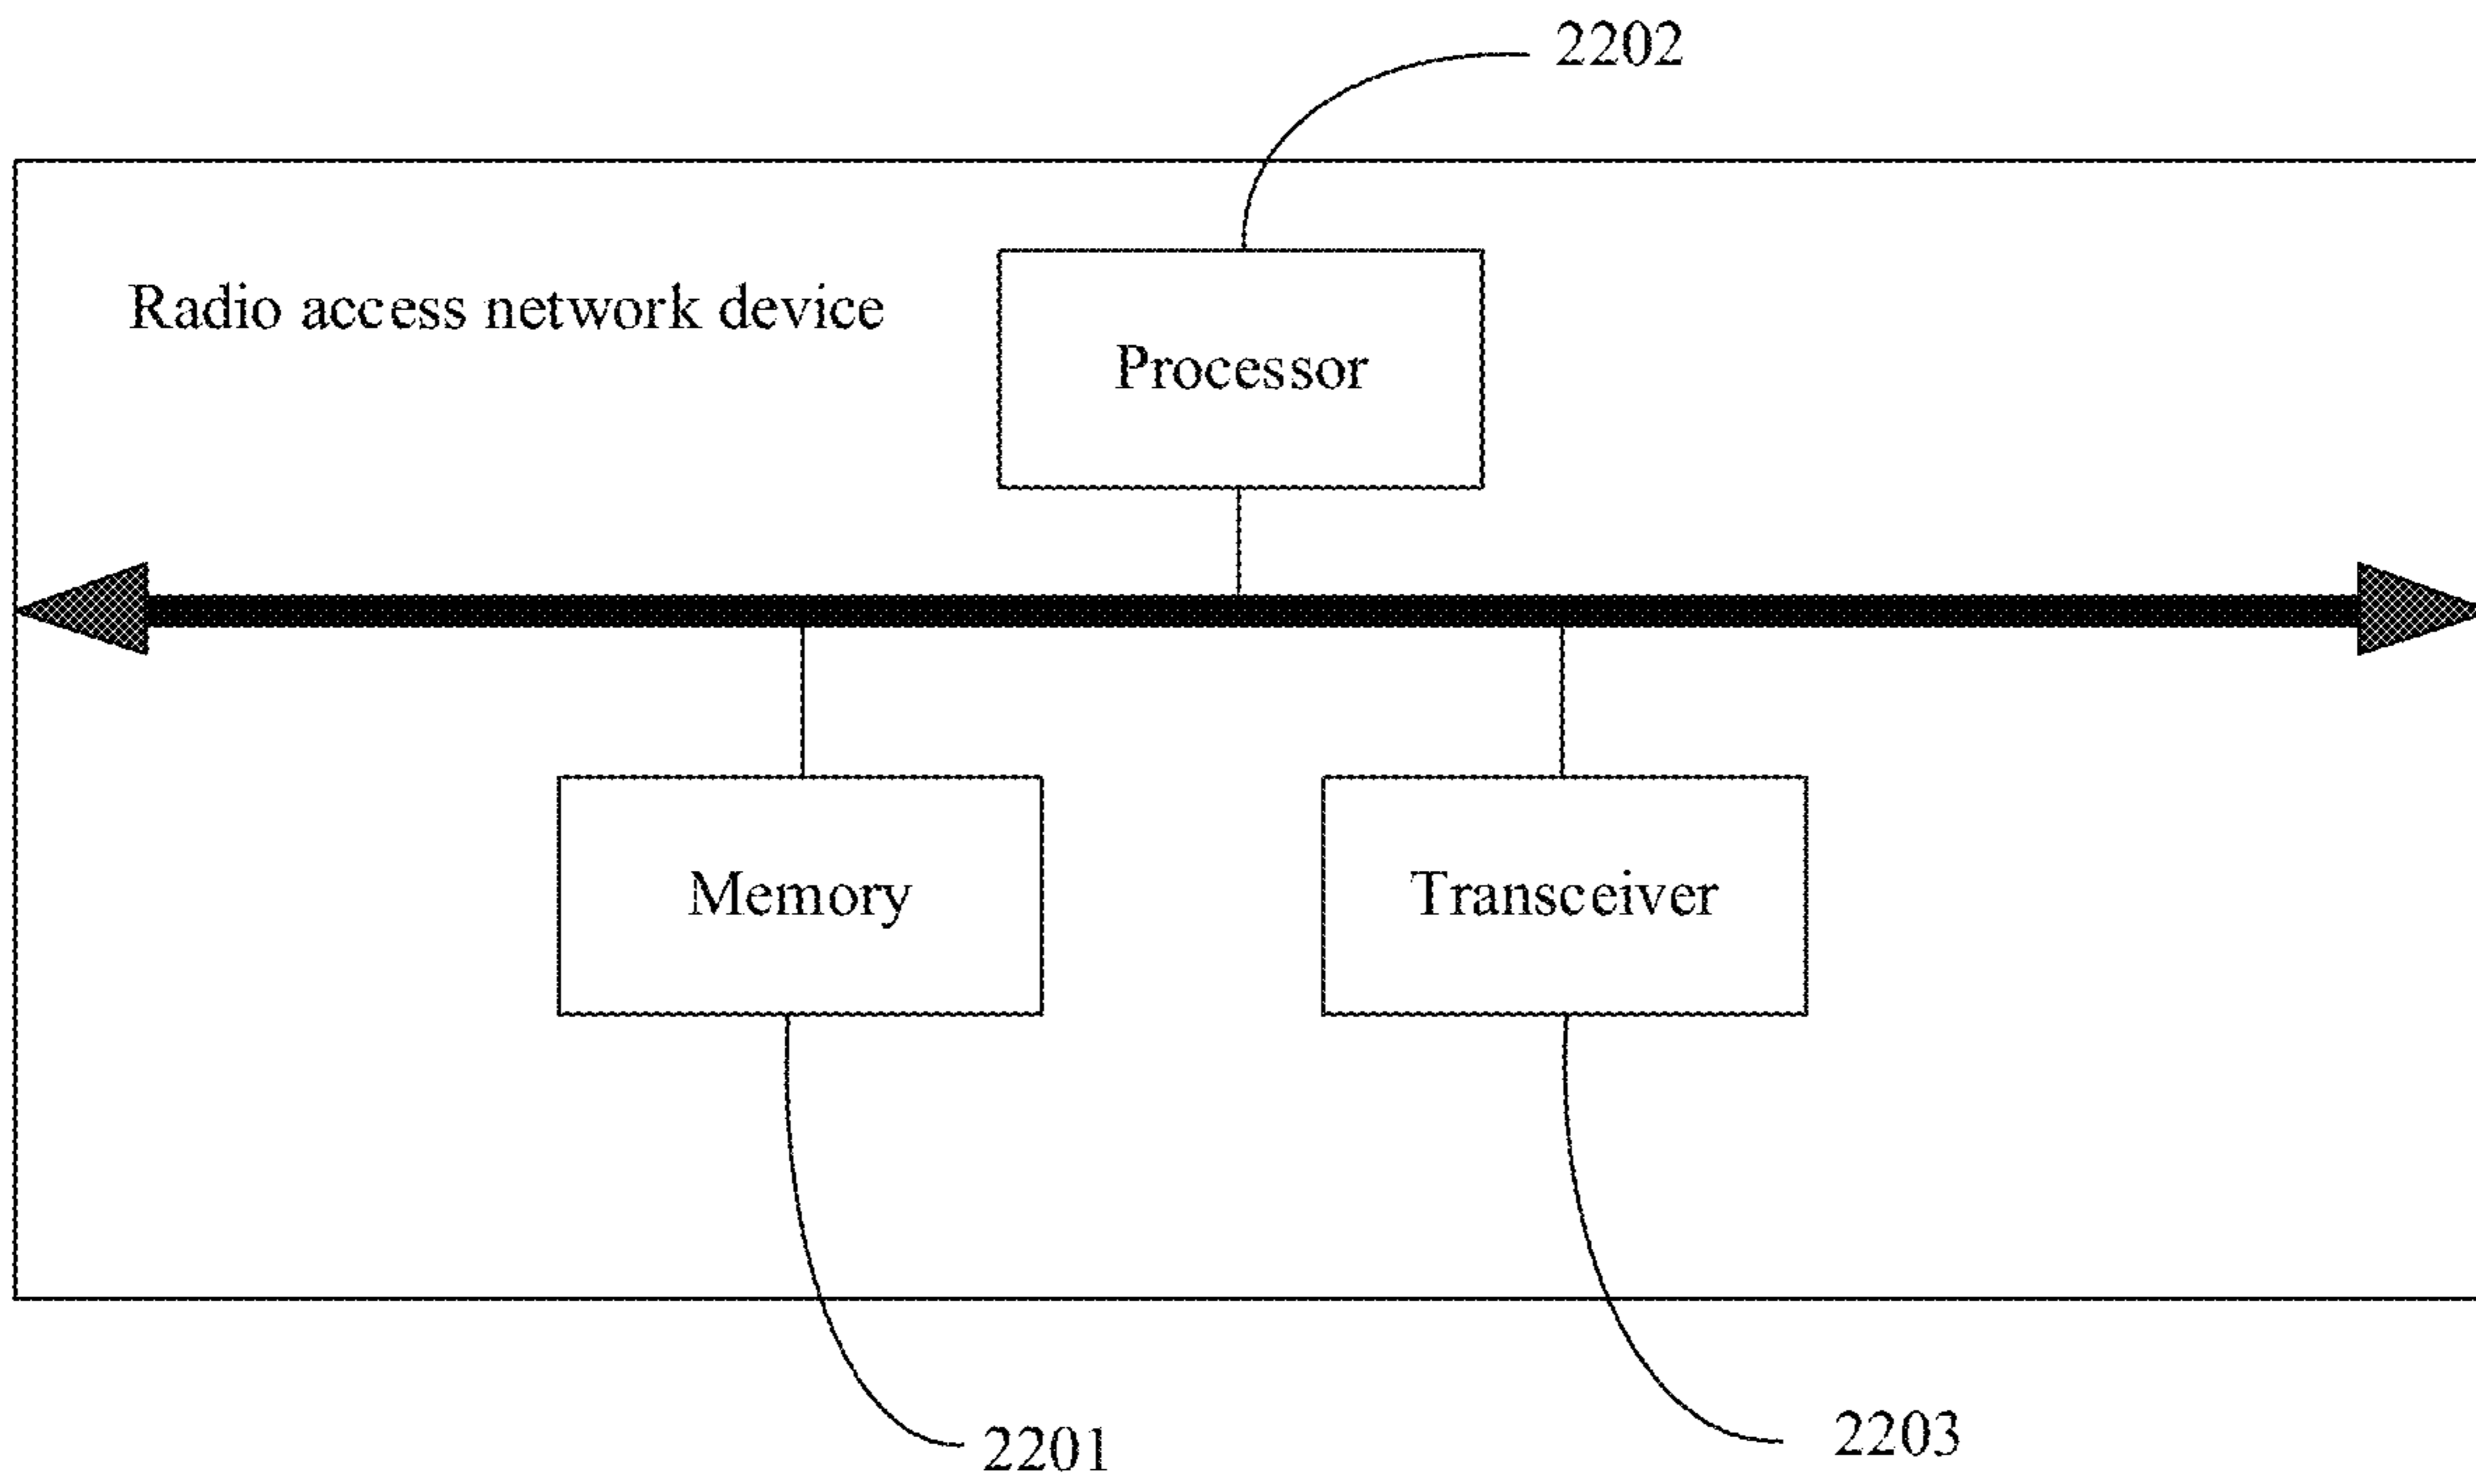 2202
Radio access network device
Processor
Memory
Transceiver
2201
2203